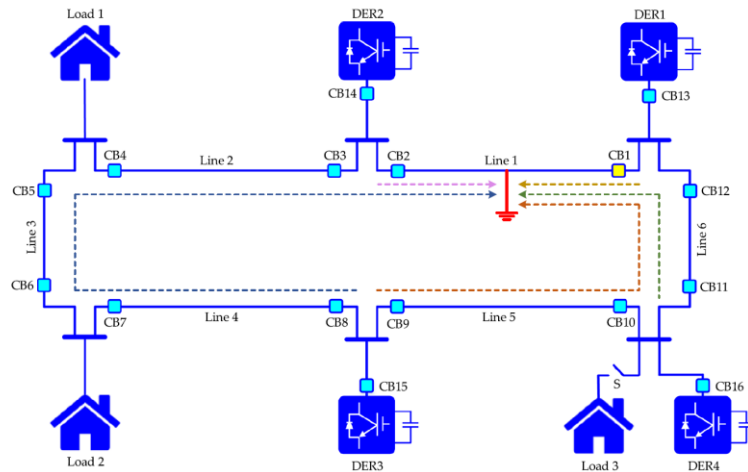 Load 1
DER2
DER1
CB14
CB13
CB4
Line 2
CB3
CB2
Line 1
CB1
CB5
CB12
Line 3
Line 6
CB6
CB11
CB7
Line 4
CB8
CB9
Line 5
CB10
CB15
S
CB16
Load 2
DER3
Load 3
DER4